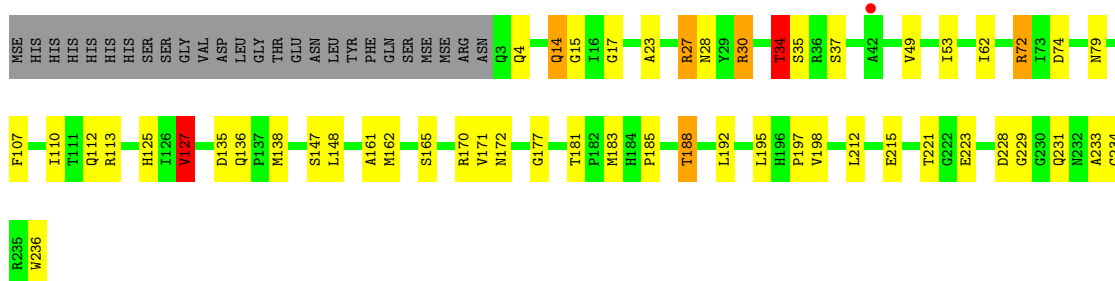 MSE HIS HIS HIS HIS HIS HIS SER SER GLY VAL ASP LEU GLY THR GLU ASN LEU TYR PHE GLN SER MSE MSE ARG ASN Q3 Q4 Q14 G15 I16 G17 A23 R27 N28 Y29 R30 T34 S35 R36 S37 A42 V49 I53 I62 R72 I73 D74 N79
F107 I110 T111 Q112 R113 H125 I126 V127 D135 Q136 P137 M138 S147 L148 A161 M162 S165 R170 V171 N172 G177 T181 P182 M183 H184 P185 T188 L192 L195 H196 P197 V198 L212 E215 T221 G222 E223 D228 G229 G230 Q231 N232 A233 G234
R235 W236